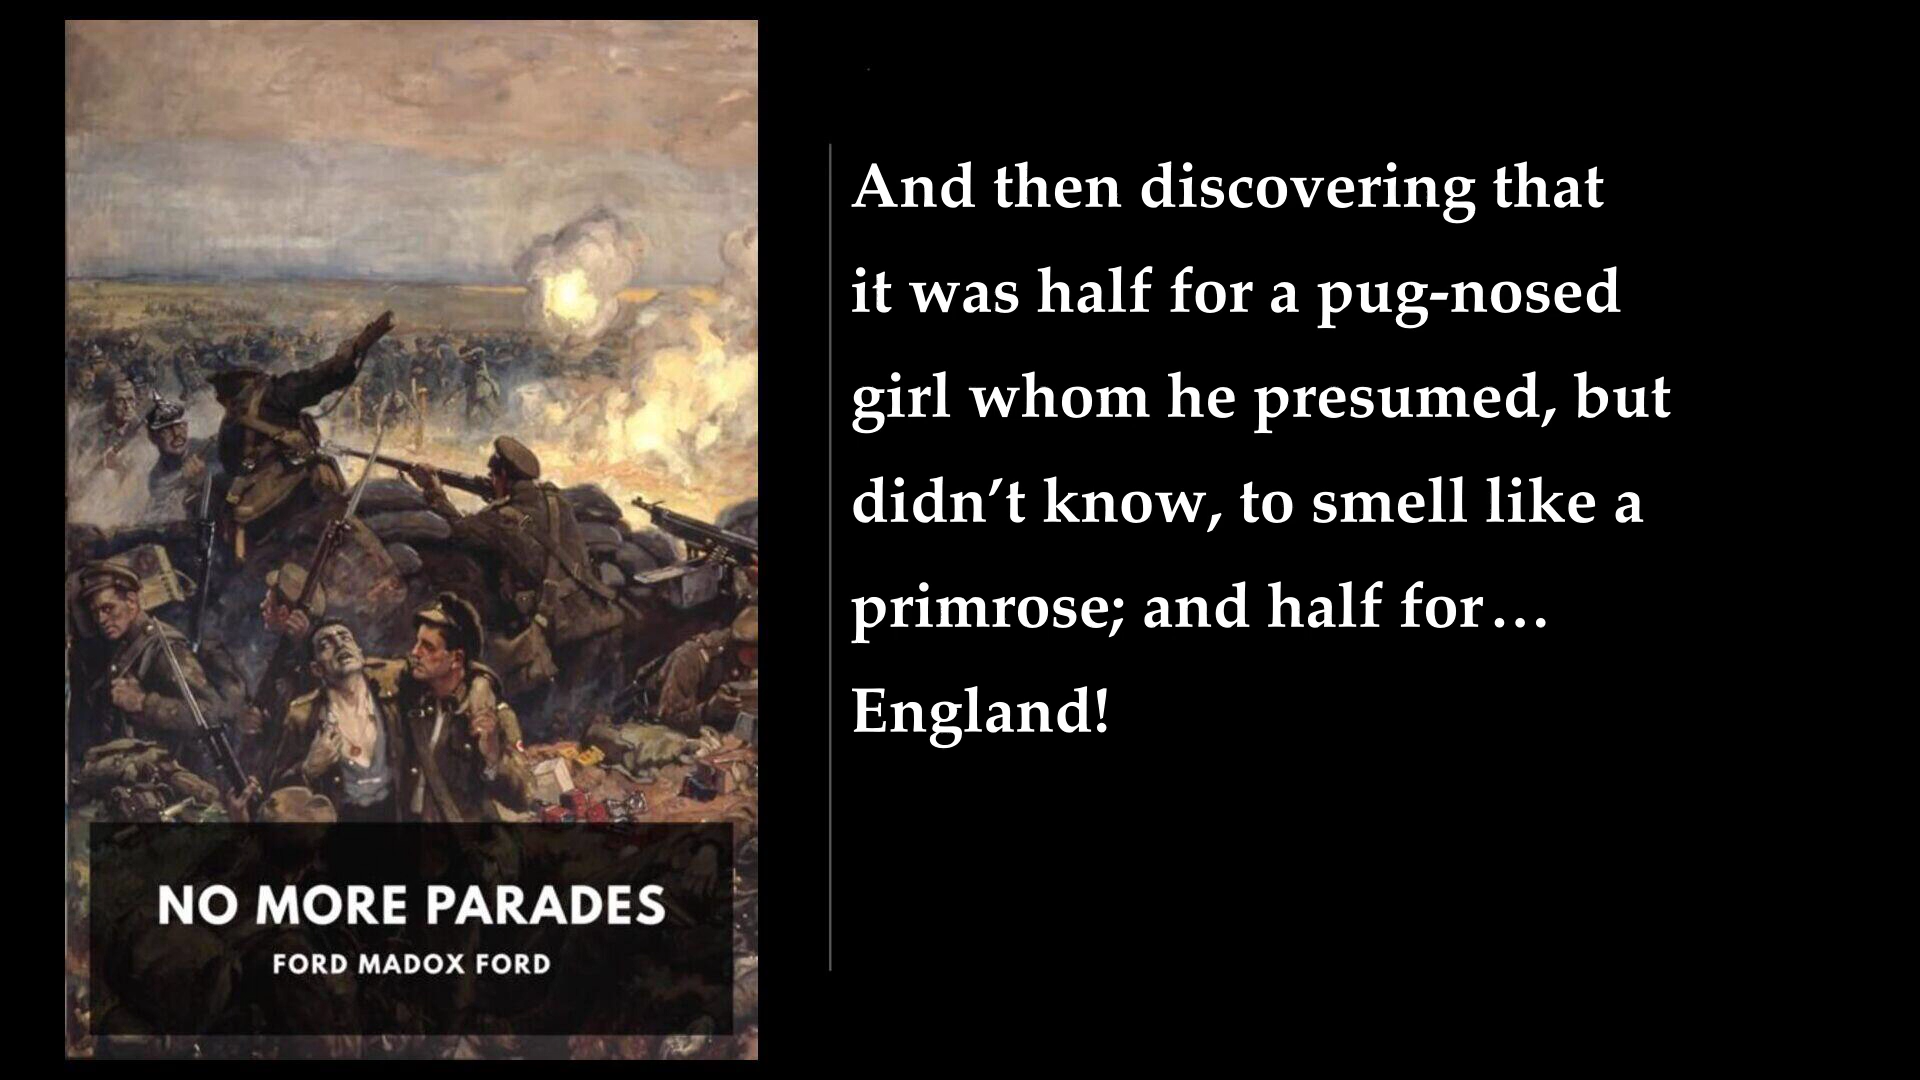 And then discovering that
it was half for a pug-nosed
girl whom he presumed, but
didn’t know, to smell like a
primrose; and half for…
England!
NO MORE PARADES
FORD MADOX FORD